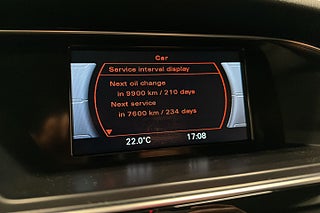 Car
Service interval display
Next oil change
in 9900 km / 210 days
Next service
in 7600 km / 234 days
22.0°C 17:08